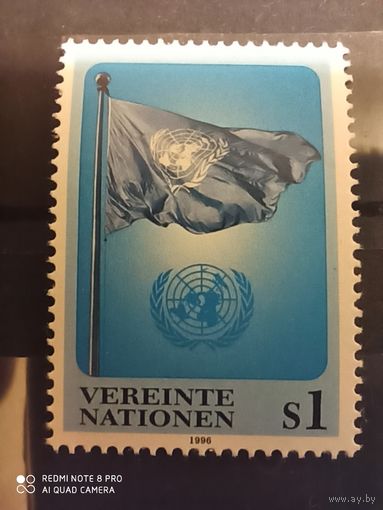 VEREINTE
NATIONEN s1
1996
REDMI NOTE 8 PRO
AI QUAD CAMERA
www.ay.by